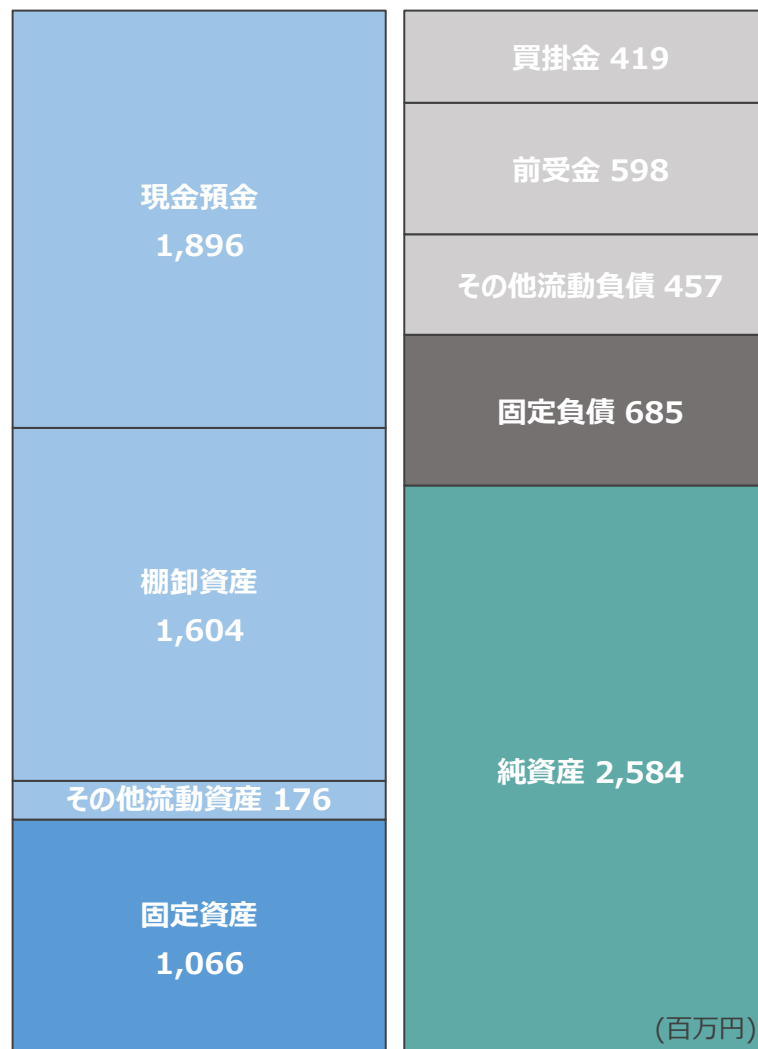 現金預金
1,896
棚卸資産
1,604
その他流動資産 176
固定資産
1,066
買掛金 419
前受金 598
その他流動負債 457
固定負債 685
純資産 2,584
(百万円)